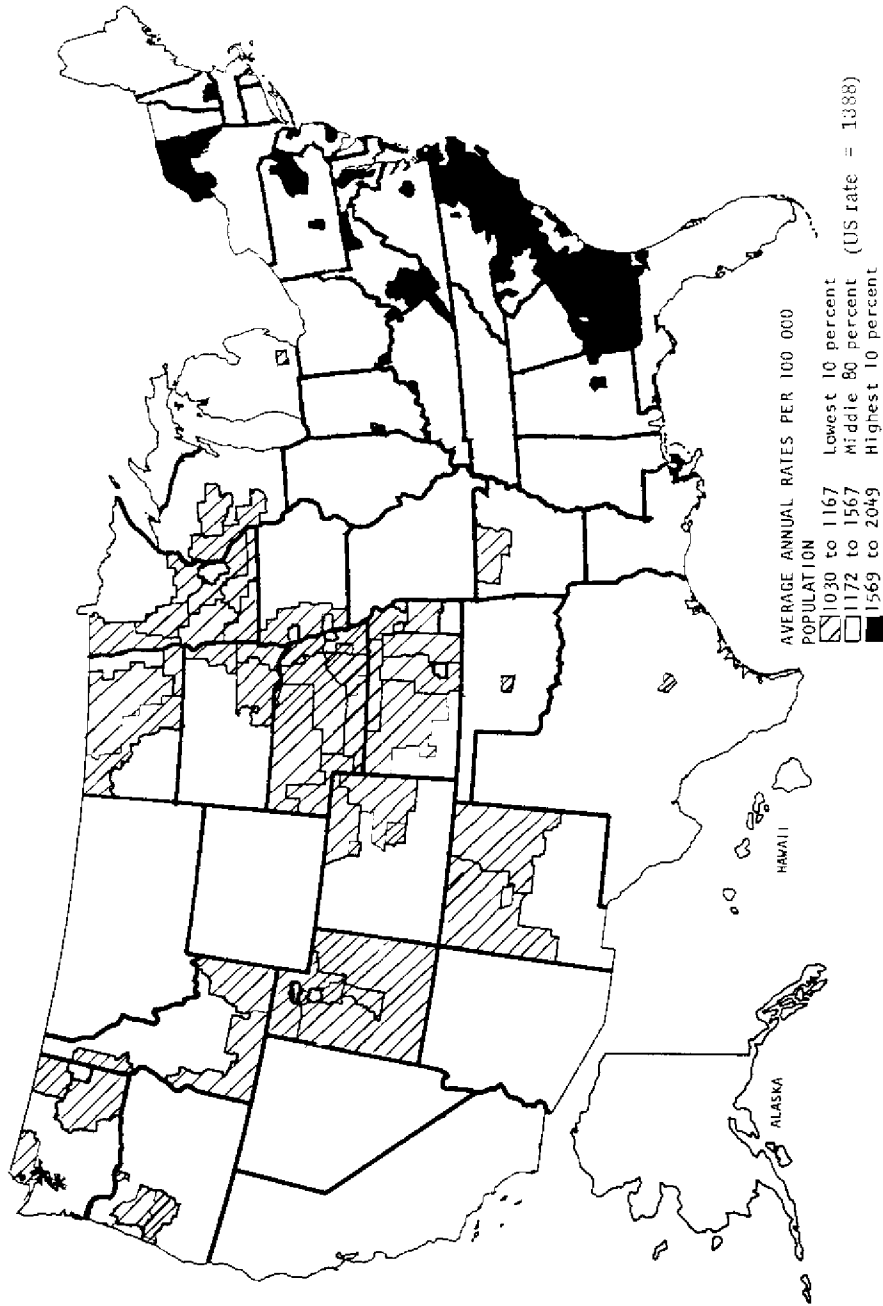 AVERAGE ANNUAL RATES PER 100 000
POPULATION
1030 to 1167 Lowest 10 percent
1172 to 1567 Middle 80 percent (US rate = 1388)
1569 to 2049 Highest 10 percent
HAWAII
ALASKA